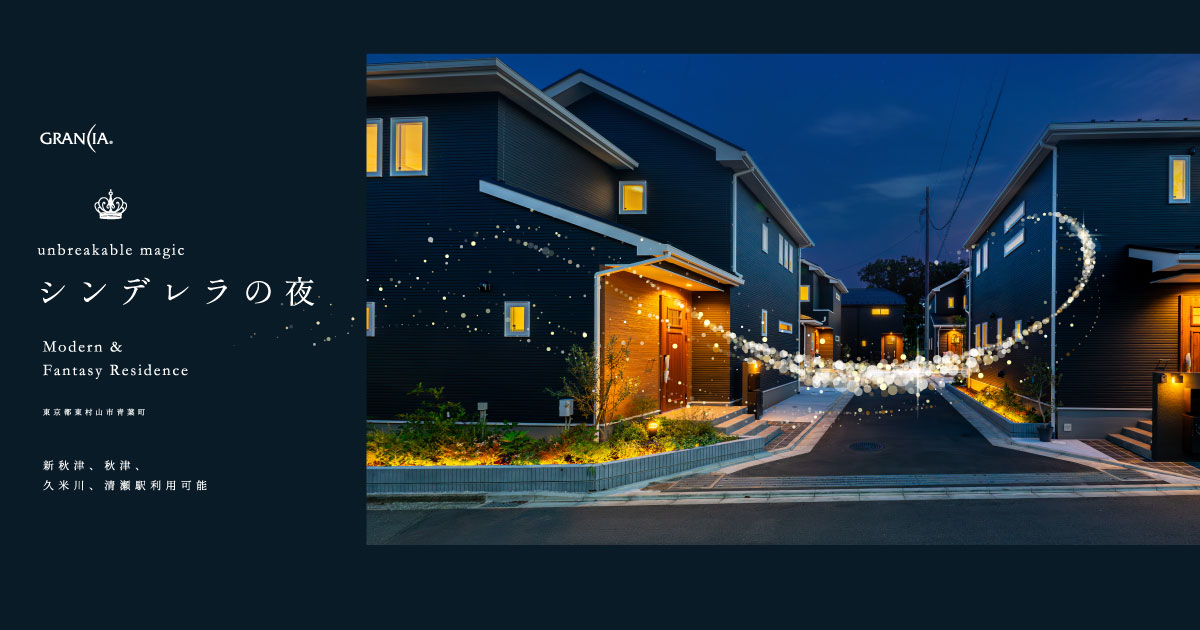 GRANCIA®
unbreakable magic
シンデレラの夜
Modern &
Fantasy Residence
東京都東村山市青葉町
新秋津、秋津、
久米川、清瀬駅利用可能